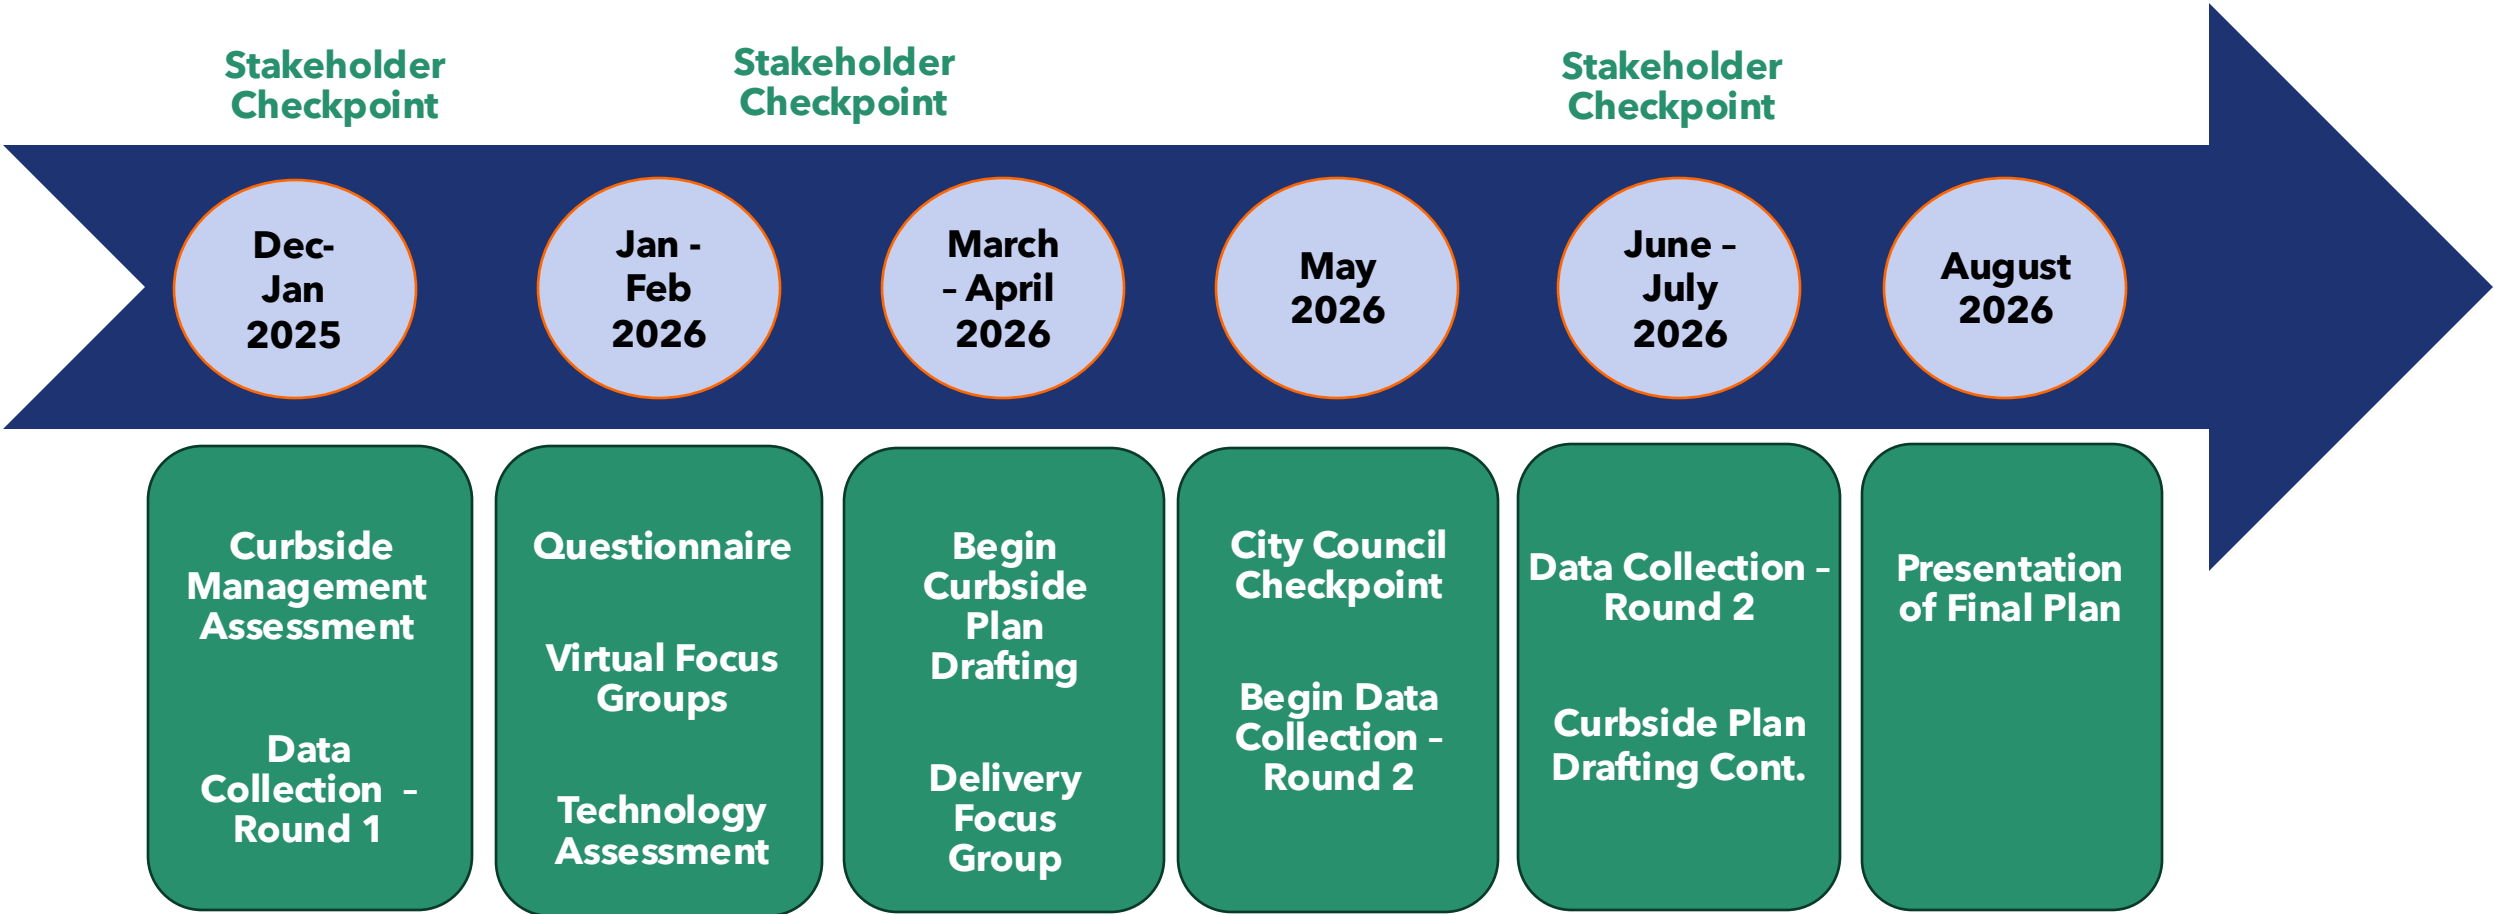 Stakeholder
Checkpoint
Stakeholder
Checkpoint
Stakeholder
Checkpoint
Dec-
Jan
2025
Jan -
Feb
2026
March
– April
2026
May
2026
June –
July
2026
August
2026
Curbside
Management
Assessment
Data
Collection –
Round 1
Questionnaire
Virtual Focus
Groups
Technology
Assessment
Begin
Curbside
Plan
Drafting
Delivery
Focus
Group
City Council
Checkpoint
Begin Data
Collection –
Round 2
Data Collection –
Round 2
Curbside Plan
Drafting Cont.
Presentation
of Final Plan